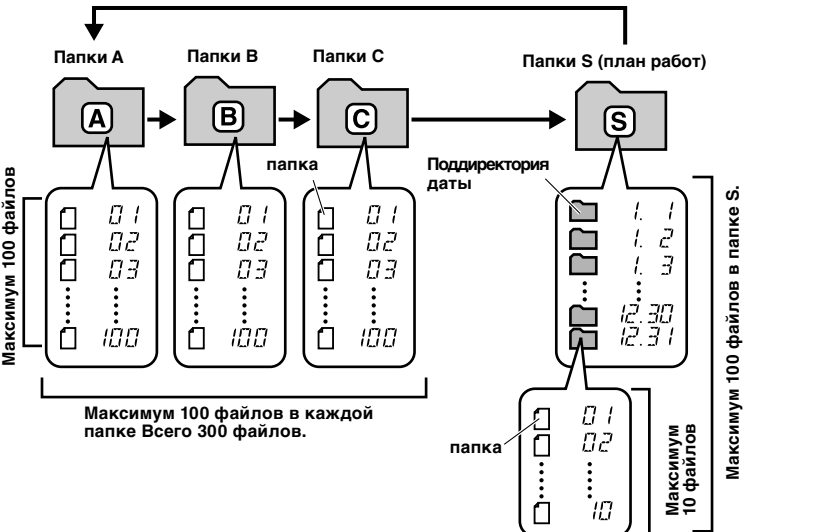 Папки A
Папки B
Папки C
Папки S (план работ)
A
B
C
S
папка
Поддиректория
даты
Максимум 100 файлов
01
02
03
100
01
02
03
100
01
02
03
100
1. 1
1. 2
1. 3
12.30
12.31
Максимум 100 файлов в папке S.
Максимум 100 файлов в каждой
папке Всего 300 файлов.
папка
01
02
10
Максимум
10 файлов